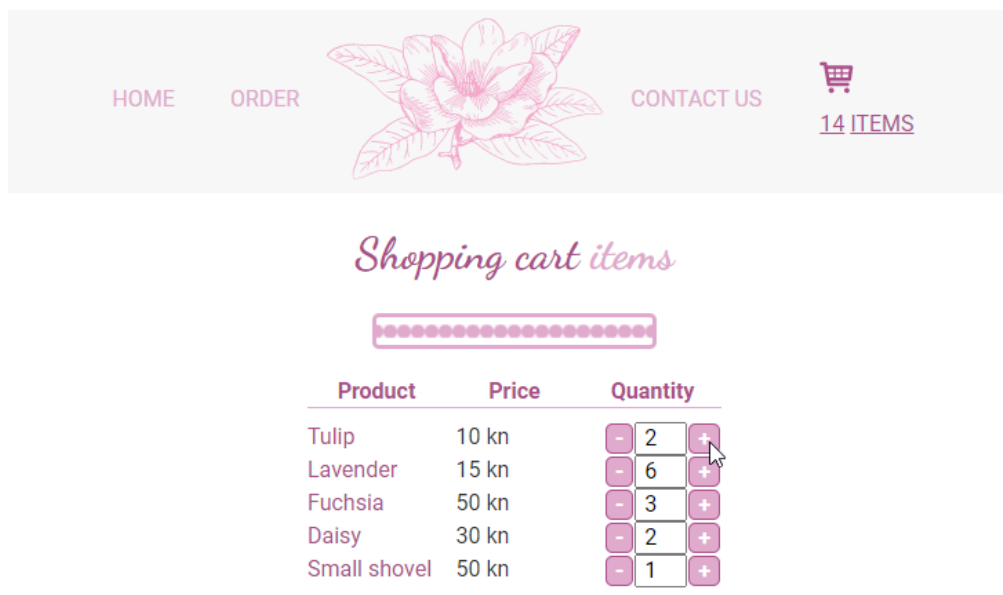 HOME ORDER CONTACT US
14 ITEMS
Shopping cart items
Product Price Quantity
Tulip 10 kn - 2 +
Lavender 15 kn - 6 +
Fuchsia 50 kn - 3 +
Daisy 30 kn - 2 +
Small shovel 50 kn - 1 +